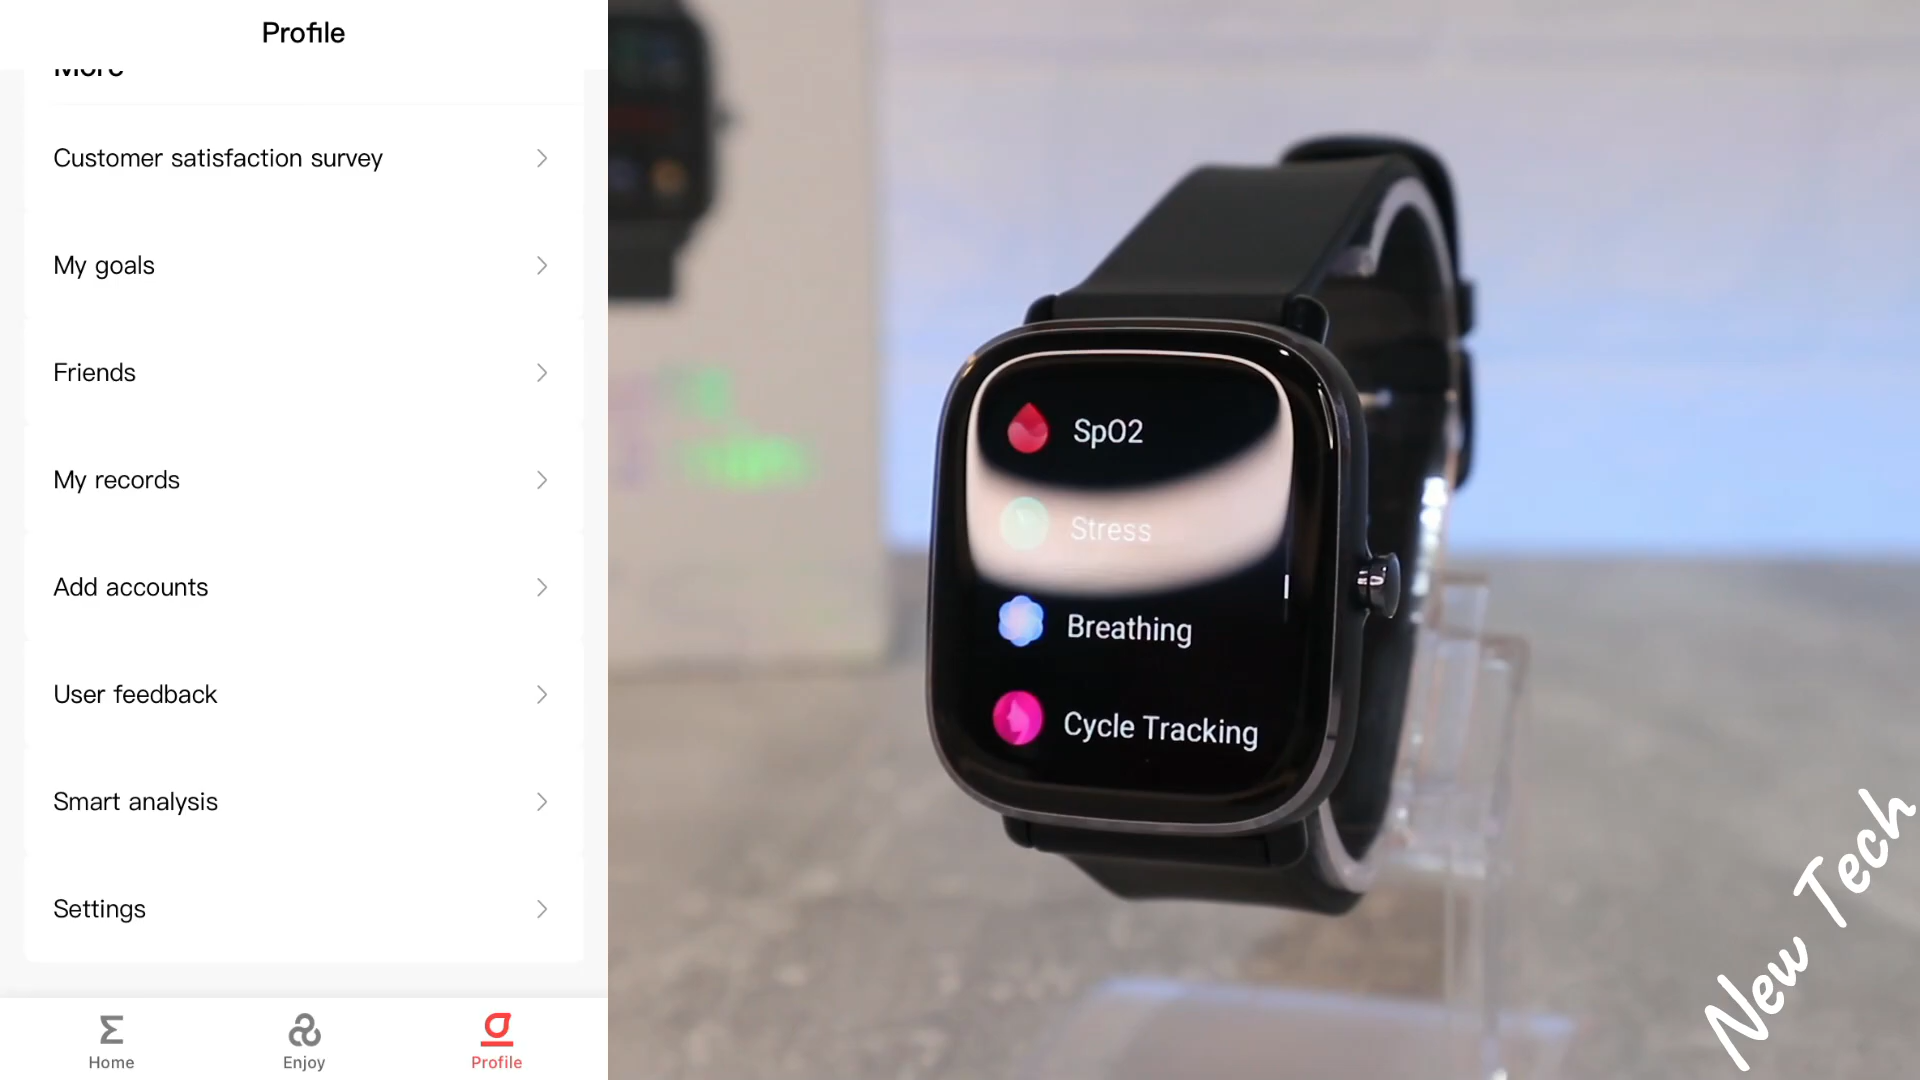 Profile
More
Customer satisfaction survey
My goals
Friends
My records
Add accounts
User feedback
Smart analysis
Settings
Home
Enjoy
Profile
SpO2
Stress
Breathing
Cycle Tracking
New Tech